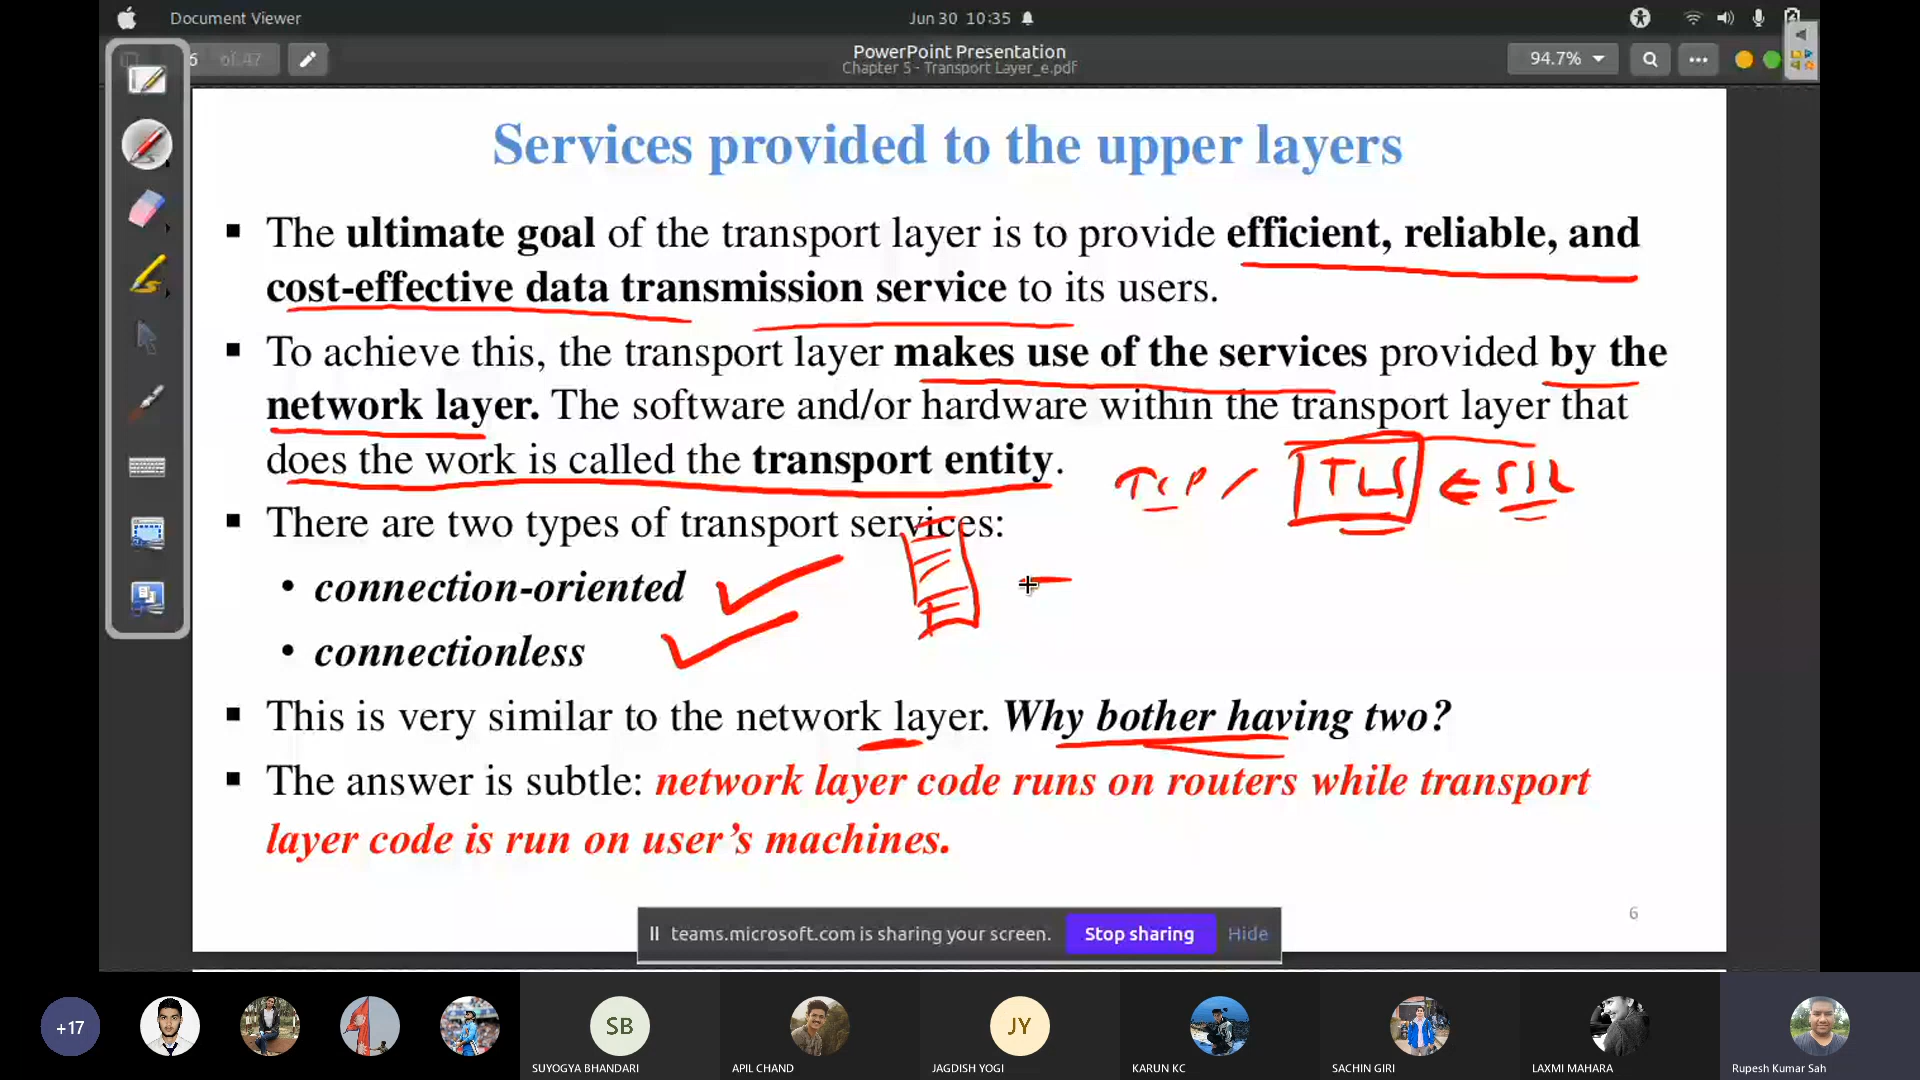 Document Viewer
Jun 30 10:35
6 of 47
PowerPoint Presentation
Chapter 5 - Transport Layer_e.pdf
94.7%
Services provided to the upper layers
▪ The ultimate goal of the transport layer is to provide efficient, reliable, and
cost-effective data transmission service to its users.
▪ To achieve this, the transport layer makes use of the services provided by the
network layer. The software and/or hardware within the transport layer that
does the work is called the transport entity.
TCP / TLS ← SSL
▪ There are two types of transport services:
• connection-oriented
• connectionless
▪ This is very similar to the network layer. Why bother having two?
▪ The answer is subtle: network layer code runs on routers while transport
layer code is run on user’s machines.
6
teams.microsoft.com is sharing your screen. Stop sharing Hide
+17
SB
JY
SUYOGYA BHANDARI
APIL CHAND
JAGDISH YOGI
KARUN KC
SACHIN GIRI
LAXMI MAHARA
Rupesh Kumar Sah